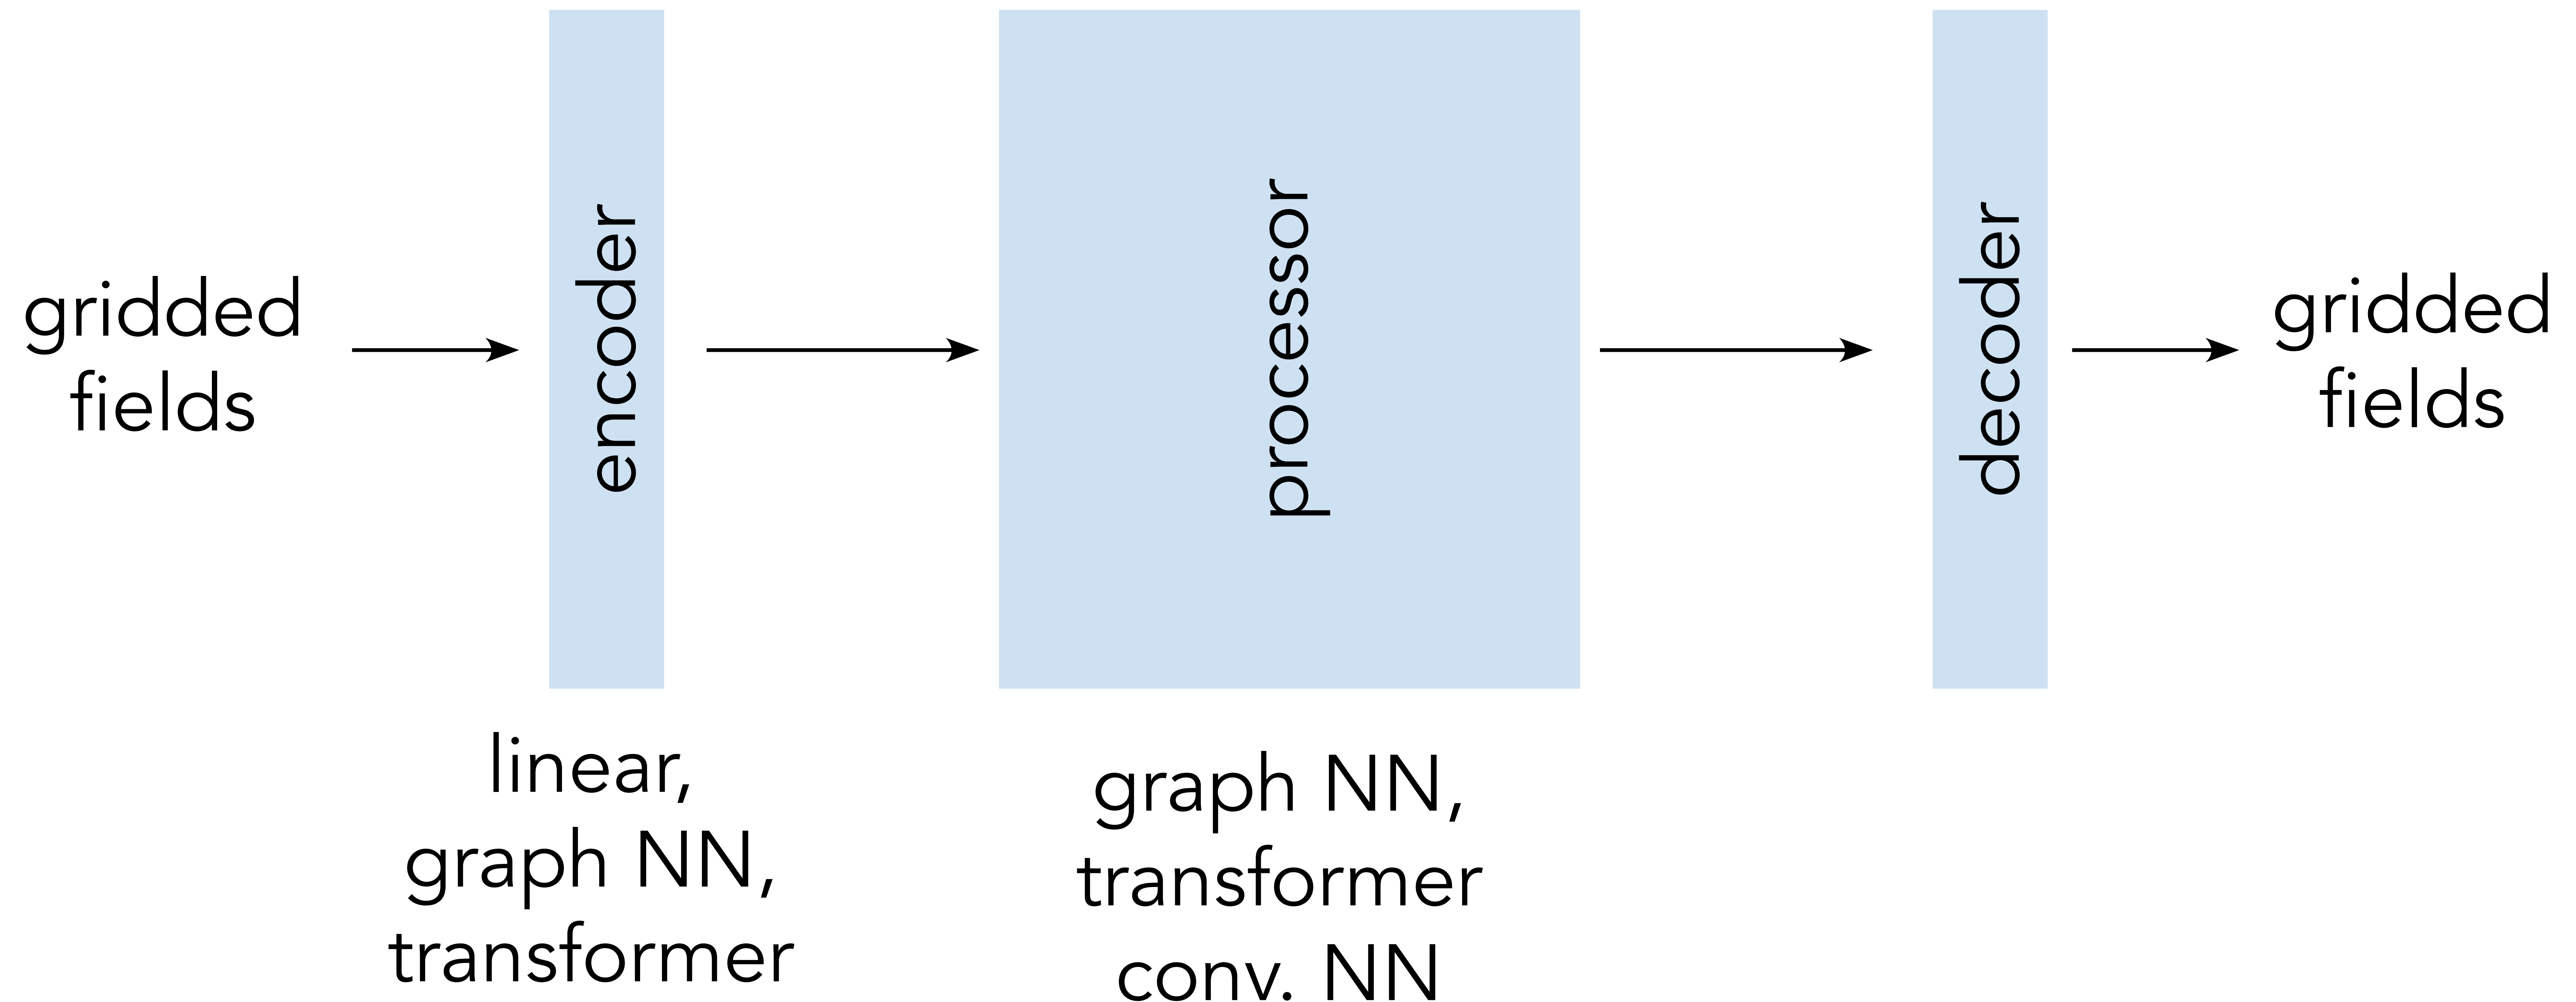 gridded
fields
encoder
processor
decoder
gridded
fields
linear,
graph NN,
transformer
graph NN,
transformer
conv. NN